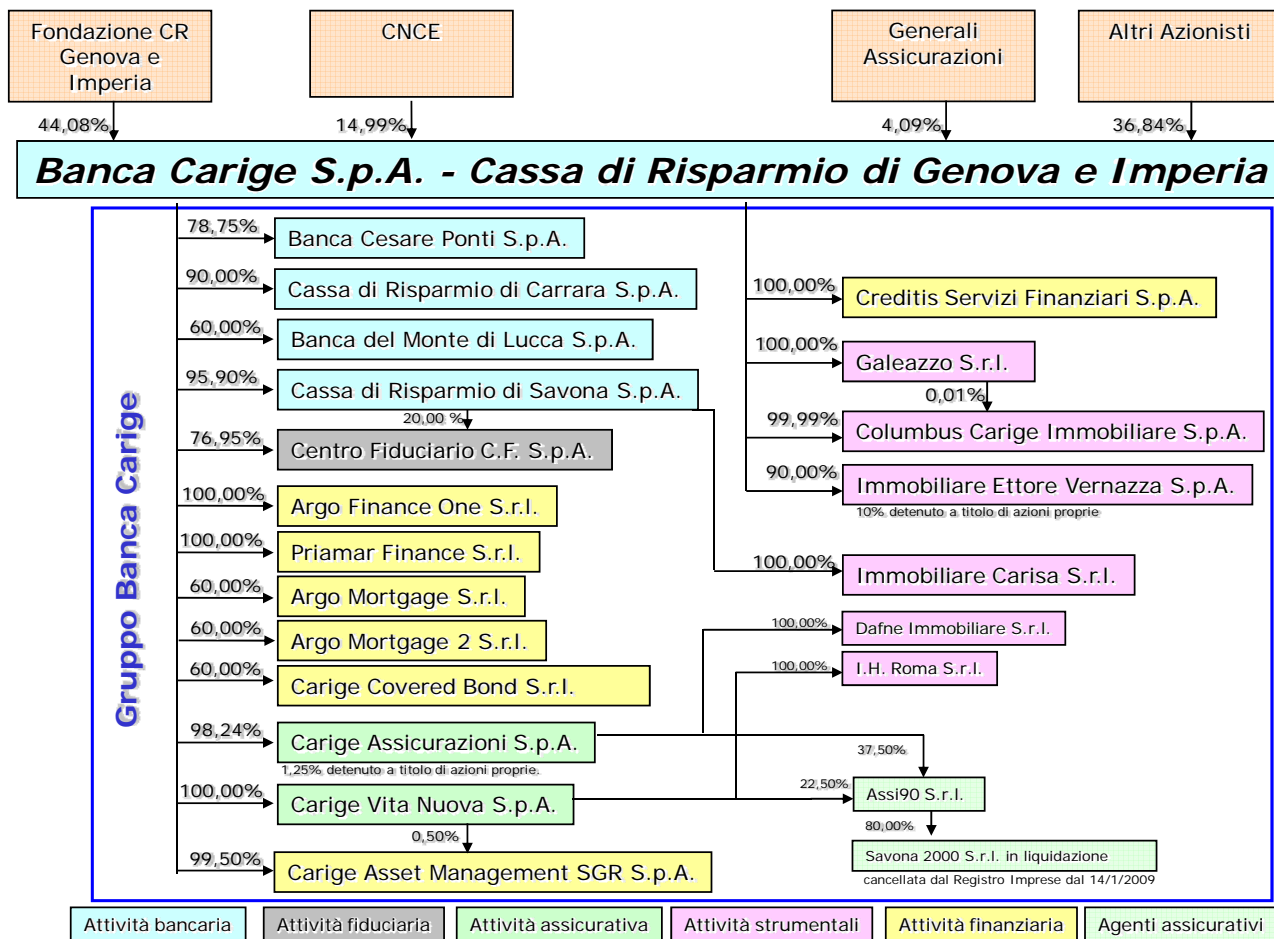 Fondazione CR
Genova e
Imperia
CNCE
Generali
Assicurazioni
Altri Azionisti
44,08%
14,99%
4,09%
36,84%
Banca Carige S.p.A. - Cassa di Risparmio di Genova e Imperia
Gruppo Banca Carige
78,75%
Banca Cesare Ponti S.p.A.
90,00%
Cassa di Risparmio di Carrara S.p.A.
60,00%
Banca del Monte di Lucca S.p.A.
95,90%
Cassa di Risparmio di Savona S.p.A.
20,00 %
76,95%
Centro Fiduciario C.F. S.p.A.
100,00%
Argo Finance One S.r.l.
100,00%
Priamar Finance S.r.l.
60,00%
Argo Mortgage S.r.l.
60,00%
Argo Mortgage 2 S.r.l.
60,00%
Carige Covered Bond S.r.l.
98,24%
Carige Assicurazioni S.p.A.
1,25% detenuto a titolo di azioni proprie.
100,00%
Carige Vita Nuova S.p.A.
0,50%
99,50%
Carige Asset Management SGR S.p.A.
100,00%
Creditis Servizi Finanziari S.p.A.
100,00%
Galeazzo S.r.l.
0,01%
99,99%
Columbus Carige Immobiliare S.p.A.
90,00%
Immobiliare Ettore Vernazza S.p.A.
10% detenuto a titolo di azioni proprie
100,00%
Immobiliare Carisa S.r.l.
100,00%
Dafne Immobiliare S.r.l.
100,00%
I.H. Roma S.r.l.
37,50%
22,50%
Assi90 S.r.l.
80,00%
Savona 2000 S.r.l. in liquidazione
cancellata dal Registro Imprese dal 14/1/2009
Attività bancaria
Attività fiduciaria
Attività assicurativa
Attività strumentali
Attività finanziaria
Agenti assicurativi